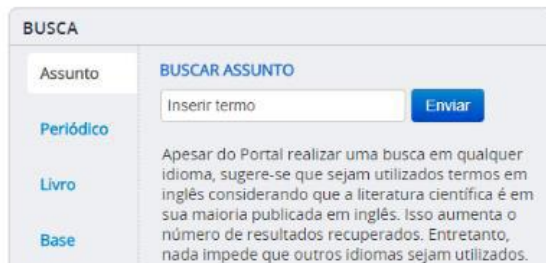 BUSCA
Assunto
Periódico
Livro
Base
BUSCAR ASSUNTO
Inserir termo
Enviar
Apesar do Portal realizar uma busca em qualquer
idioma, sugere-se que sejam utilizados termos em
inglês considerando que a literatura científica é em
sua maioria publicada em inglês. Isso aumenta o
número de resultados recuperados. Entretanto,
nada impede que outros idiomas sejam utilizados.